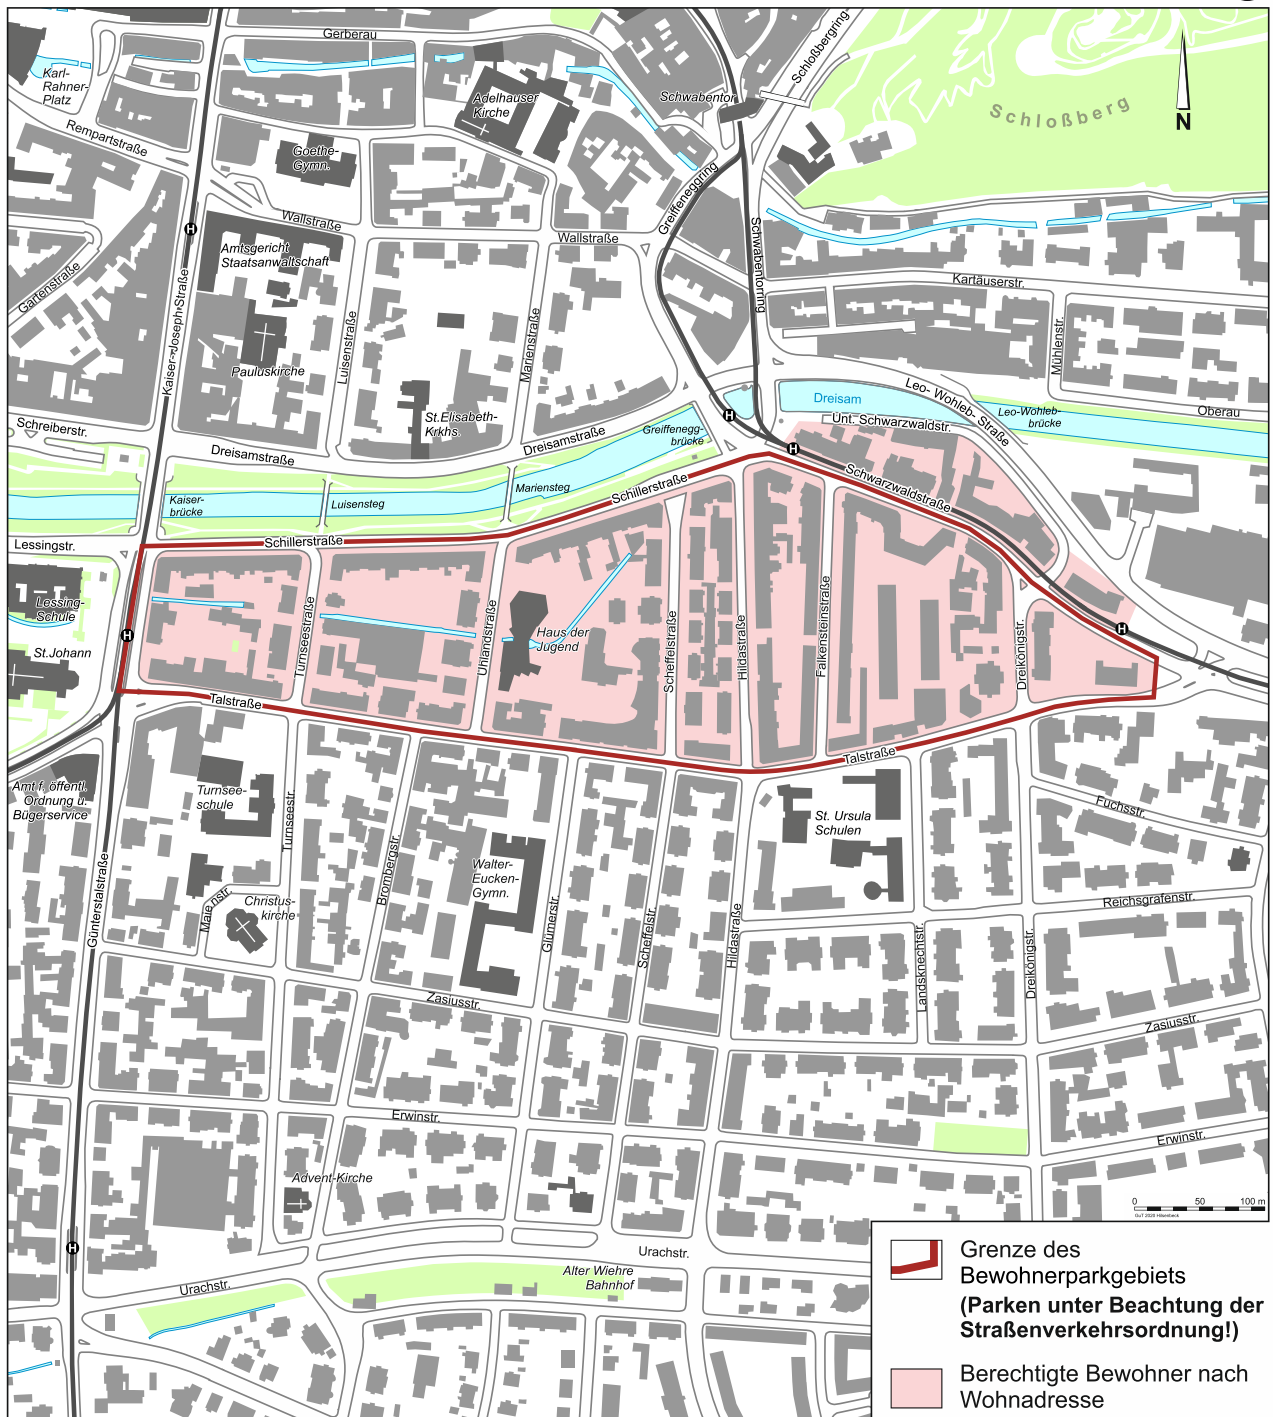 Gerberau
Karl-
Rahner-
Platz
Rempartstraße
Adelhauser
Kirche
Schwabentor
Schloßbergring
Schloßberg
N
Goethe-
Gymn.
Wallstraße
Wallstraße
Greiffeneggring
Schwabentorring
Amtsgericht
Staatsanwaltschaft
Gartenstraße
Kaiser-Joseph-Straße
H
Kartäuserstr.
Mühlenstr.
Luisenstraße
Marienstraße
Pauluskirche
St.Elisabeth-
Krkhs.
Schreiberstr.
Dreisamstraße
Dreisamstraße
Greiffenegg-
brücke
H
H
Dreisam
Unt. Schwarzwaldstr.
Leo- Wohleb- Straße
Leo-Wohleb-
brücke
Oberau
Schwarzwaldstraße
Kaiser-
brücke
Luisensteg
Mariensteg
Schillerstraße
Schillerstraße
Lessingstr.
Lessing-
Schule
St.Johann
H
Turnseestraße
Uhlandstraße
Haus der
Jugend
Scheffelstraße
Hildastraße
Falkensteinstraße
Dreikönigstr.
H
Talstraße
Talstraße
Amt f. öffentl.
Ordnung u.
Bügerservice
Turnsee-
schule
Turnseestr.
Brombergstr.
Walter-
Eucken-
Gymn.
St. Ursula
Schulen
Fuchsstr.
Reichsgrafenstr.
Günterstalstraße
Maienstr.
Christus-
kirche
Glümerstr.
Scheffelstr.
Hildastraße
Landsknechtstr.
Dreikönigstr.
Zasiusstr.
Zasiusstr.
Erwinstr.
Erwinstr.
Advent-Kirche
H
Urachstr.
Urachstr.
Alter Wiehre
Bahnhof
0 50 100 m
GuT 2020 Hilsenbeck
Grenze des
Bewohnerparkgebiets
(Parken unter Beachtung der
Straßenverkehrsordnung!)
Berechtigte Bewohner nach
Wohnadresse